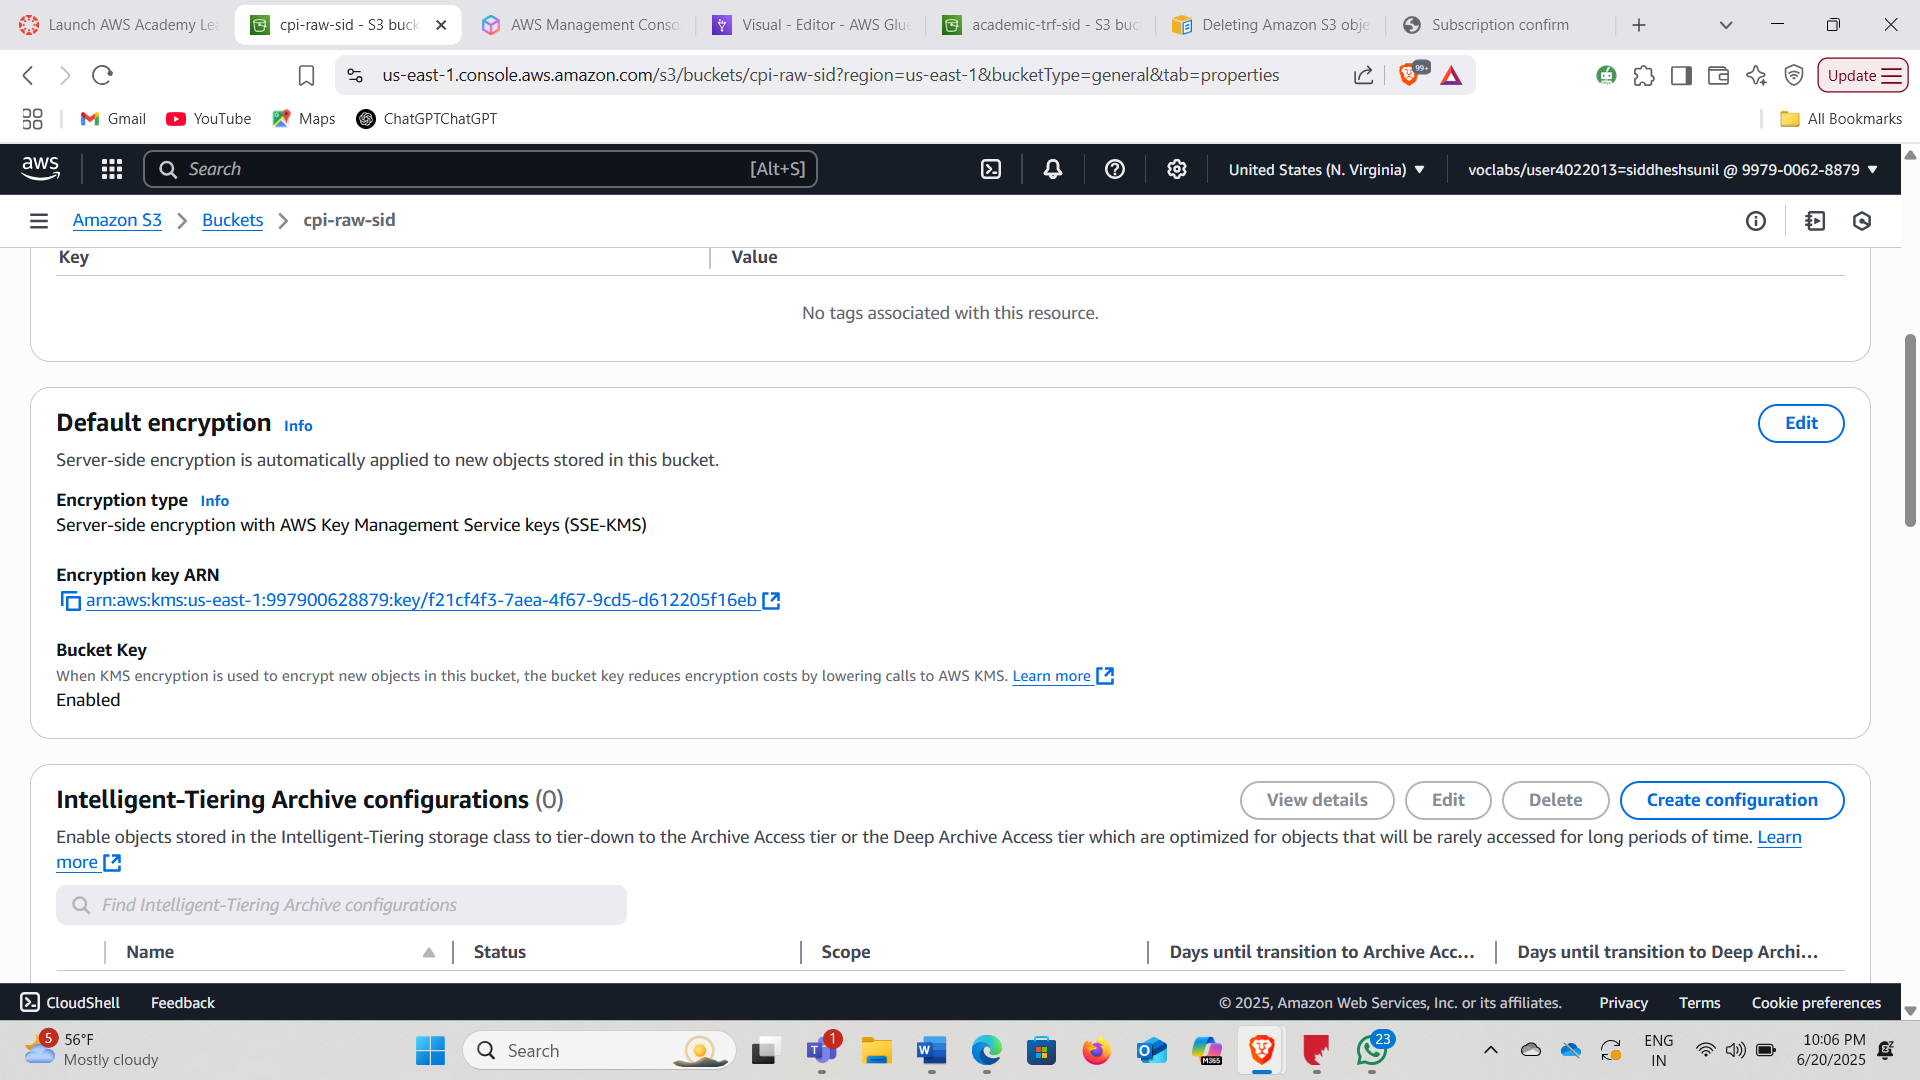 Launch AWS Academy Le
cpi-raw-sid - S3 buck
AWS Management Conso
Visual - Editor - AWS Glue
academic-trf-sid - S3 buc
Deleting Amazon S3 obje
Subscription confirm
us-east-1.console.aws.amazon.com/s3/buckets/cpi-raw-sid?region=us-east-1&bucketType=general&tab=properties
99+
Update
Gmail
YouTube
Maps
ChatGPTChatGPT
All Bookmarks
aws
Search
[Alt+S]
United States (N. Virginia)
voclabs/user4022013=siddheshsunil @ 9979-0062-8879
Amazon S3
Buckets
cpi-raw-sid
Key
Value
No tags associated with this resource.
Default encryption Info
Edit
Server-side encryption is automatically applied to new objects stored in this bucket.
Encryption type Info
Server-side encryption with AWS Key Management Service keys (SSE-KMS)
Encryption key ARN
arn:aws:kms:us-east-1:997900628879:key/f21cf4f3-7aea-4f67-9cd5-d612205f16eb
Bucket Key
When KMS encryption is used to encrypt new objects in this bucket, the bucket key reduces encryption costs by lowering calls to AWS KMS. Learn more
Enabled
Intelligent-Tiering Archive configurations (0)
View details
Edit
Delete
Create configuration
Enable objects stored in the Intelligent-Tiering storage class to tier-down to the Archive Access tier or the Deep Archive Access tier which are optimized for objects that will be rarely accessed for long periods of time. Learn
more
Find Intelligent-Tiering Archive configurations
Name
Status
Scope
Days until transition to Archive Acc...
Days until transition to Deep Archi...
CloudShell
Feedback
© 2025, Amazon Web Services, Inc. or its affiliates.
Privacy
Terms
Cookie preferences
5
56°F
Mostly cloudy
Search
1
M365
23
ENG
IN
10:06 PM
6/20/2025